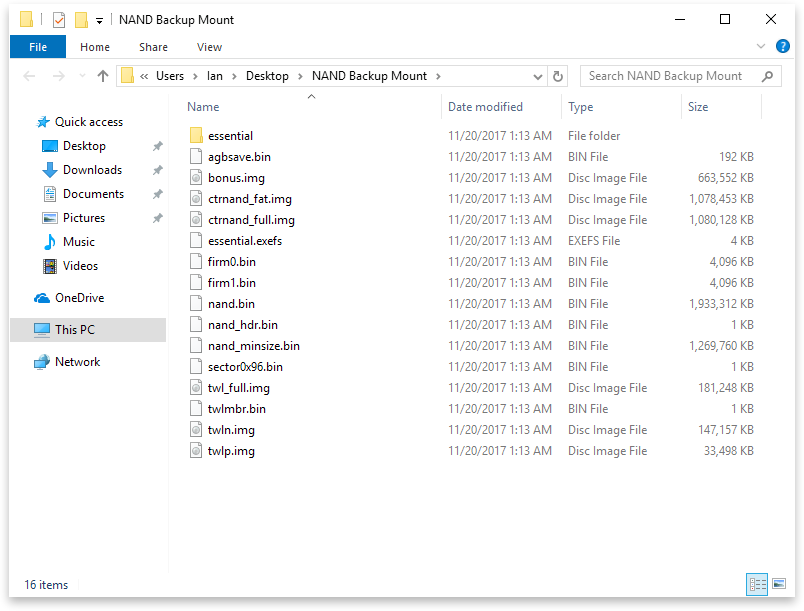 NAND Backup Mount
File Home Share View
« Users > Ian > Desktop > NAND Backup Mount > Search NAND Backup Mount
Name Date modified Type Size
Quick access
Desktop
Downloads
Documents
Pictures
Music
Videos
OneDrive
This PC
Network
essential 11/20/2017 1:13 AM File folder
agbsave.bin 11/20/2017 1:13 AM BIN File 192 KB
bonus.img 11/20/2017 1:13 AM Disc Image File 663,552 KB
ctrnand_fat.img 11/20/2017 1:13 AM Disc Image File 1,078,453 KB
ctrnand_full.img 11/20/2017 1:13 AM Disc Image File 1,080,128 KB
essential.exefs 11/20/2017 1:13 AM EXEFS File 4 KB
firm0.bin 11/20/2017 1:13 AM BIN File 4,096 KB
firm1.bin 11/20/2017 1:13 AM BIN File 4,096 KB
nand.bin 11/20/2017 1:13 AM BIN File 1,933,312 KB
nand_hdr.bin 11/20/2017 1:13 AM BIN File 1 KB
nand_minsize.bin 11/20/2017 1:13 AM BIN File 1,269,760 KB
sector0x96.bin 11/20/2017 1:13 AM BIN File 1 KB
twl_full.img 11/20/2017 1:13 AM Disc Image File 181,248 KB
twlmbr.bin 11/20/2017 1:13 AM BIN File 1 KB
twln.img 11/20/2017 1:13 AM Disc Image File 147,157 KB
twlp.img 11/20/2017 1:13 AM Disc Image File 33,498 KB
16 items